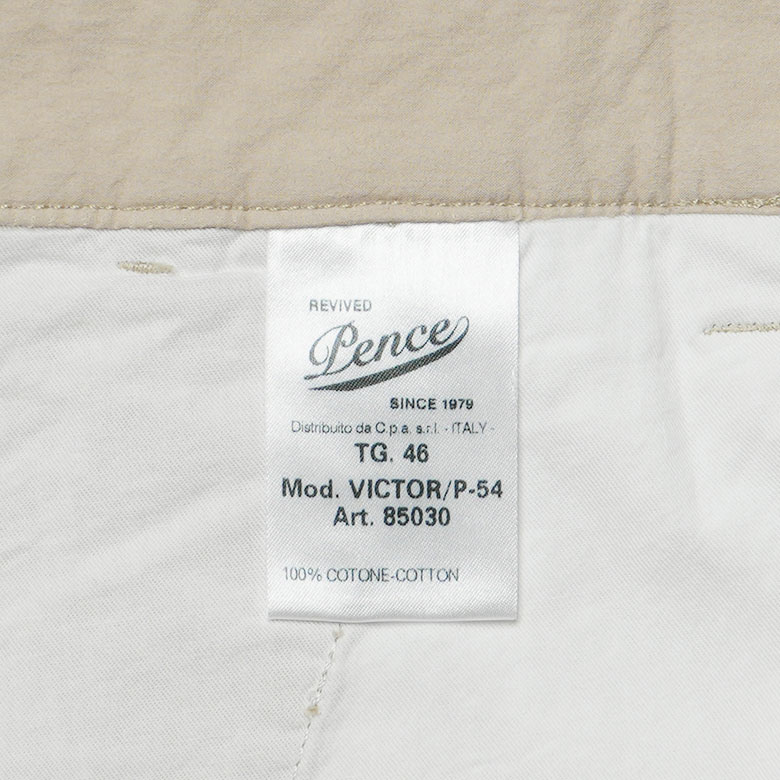 REVIVED
Pence
SINCE 1979
Distribuito da C.p.a. s.r.l. - ITALY -
TG. 46
Mod. VICTOR/P-54
Art. 85030
100% COTONE-COTTON